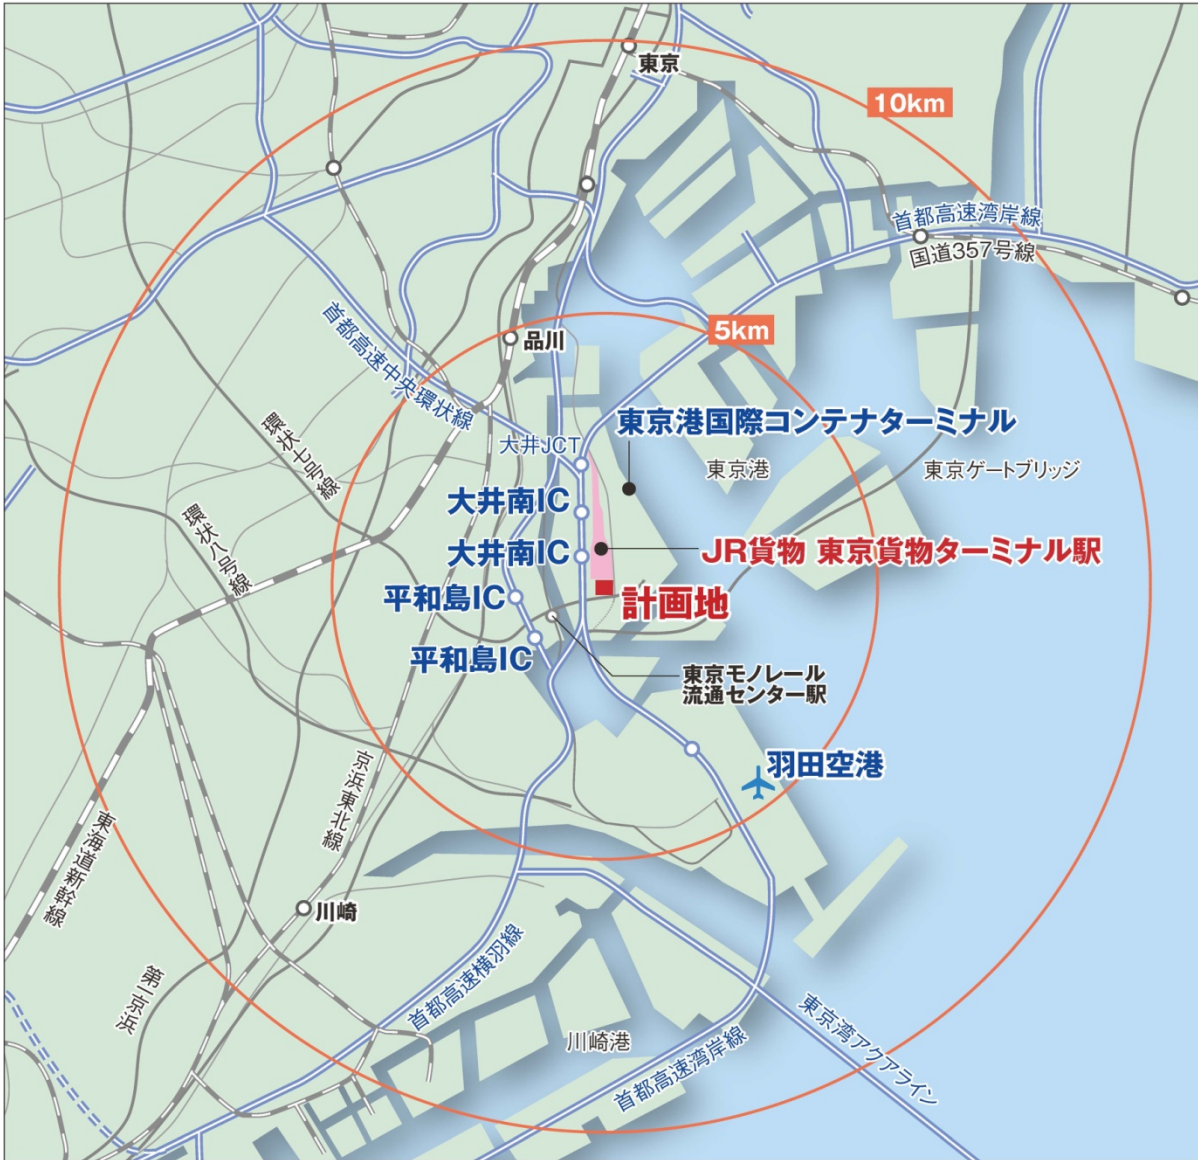 東京
10km
首都高速湾岸線
国道357号線
5km
品川
首都高速中央環状線
東京港国際コンテナターミナル
環状七号線
大井JCT
東京港
東京ゲートブリッジ
大井南IC
環状八号線
大井南IC
JR貨物 東京貨物ターミナル駅
平和島IC
計画地
平和島IC
東京モノレール
流通センター駅
羽田空港
京浜東北線
東海道新幹線
川崎
第一京浜
首都高速横羽線
川崎港
首都高速湾岸線
東京湾アクアライン